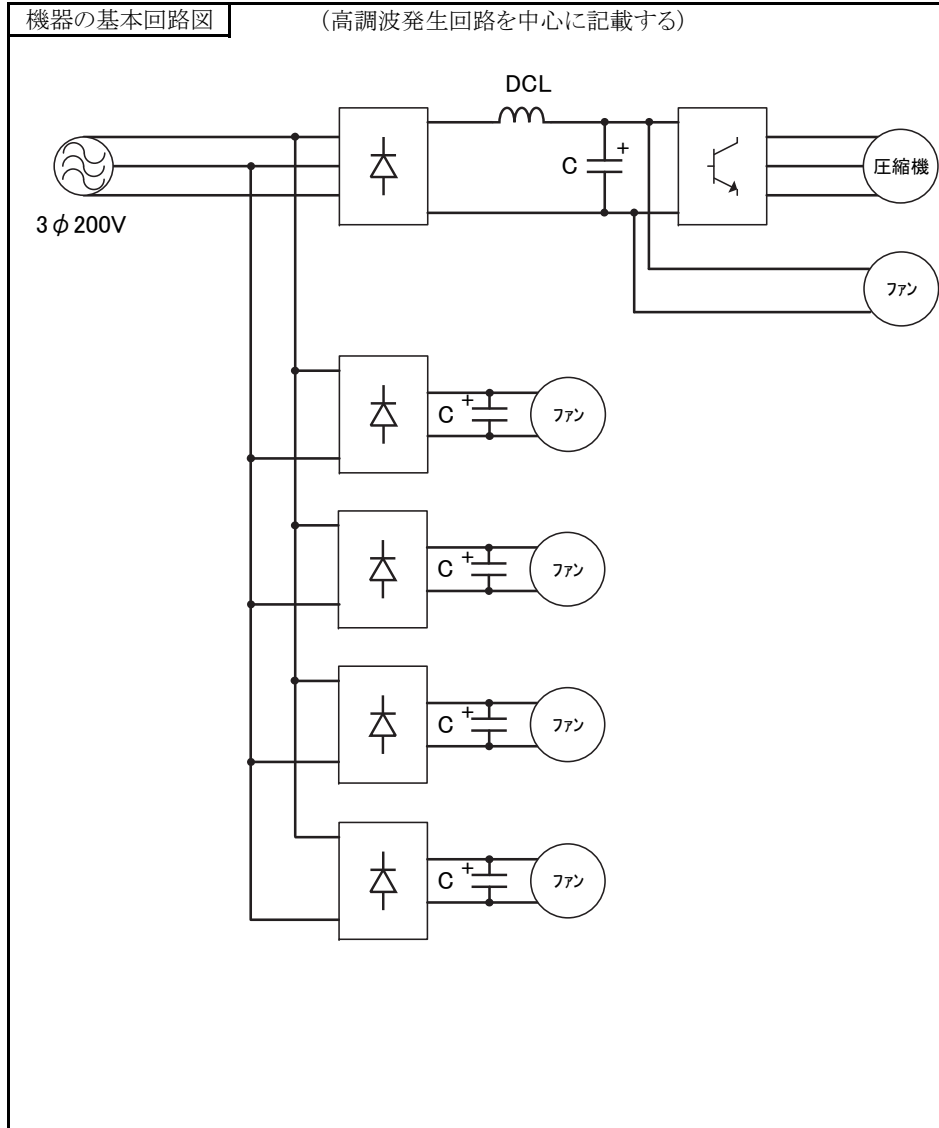 機器の基本回路図
（高調波発生回路を中心に記載する）
DCL
C
+
圧縮機
3φ200V
ファン
C
+
ファン
C
+
ファン
C
+
ファン
C
+
ファン